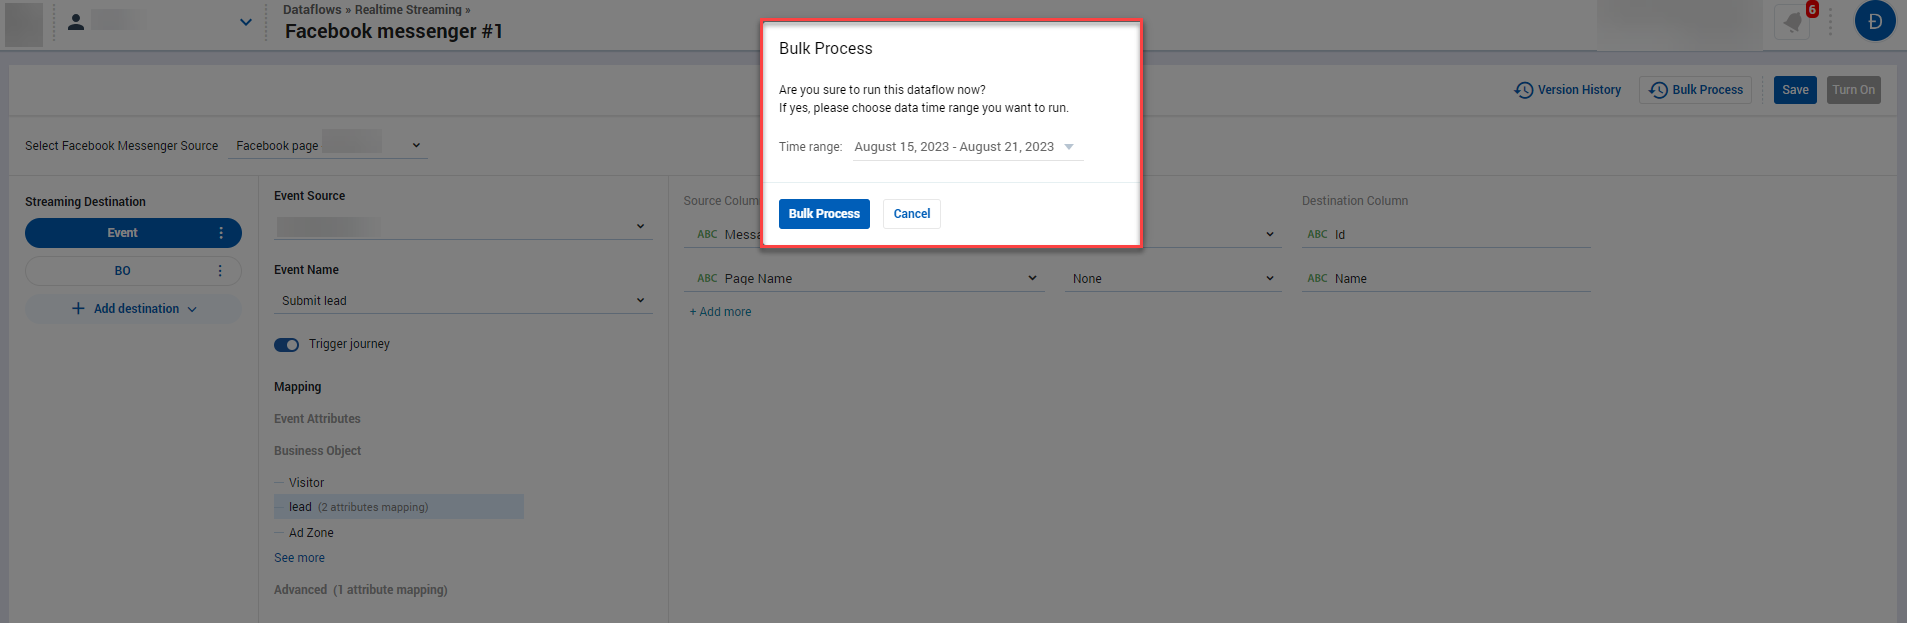 Dataflows » Realtime Streaming »
Facebook messenger #1
6
Đ
Bulk Process
Are you sure to run this dataflow now?
If yes, please choose data time range you want to run.
Time range: August 15, 2023 - August 21, 2023
Bulk Process Cancel
Version History Bulk Process Save Turn On
Select Facebook Messenger Source Facebook page
Streaming Destination
Event
BO
Add destination
Event Source
Event Name
Submit lead
Trigger journey
Mapping
Event Attributes
Business Object
Visitor
lead (2 attributes mapping)
Ad Zone
See more
Advanced (1 attribute mapping)
Destination Column
ABC
ABC Id
ABC Page Name None ABC Name
+ Add more